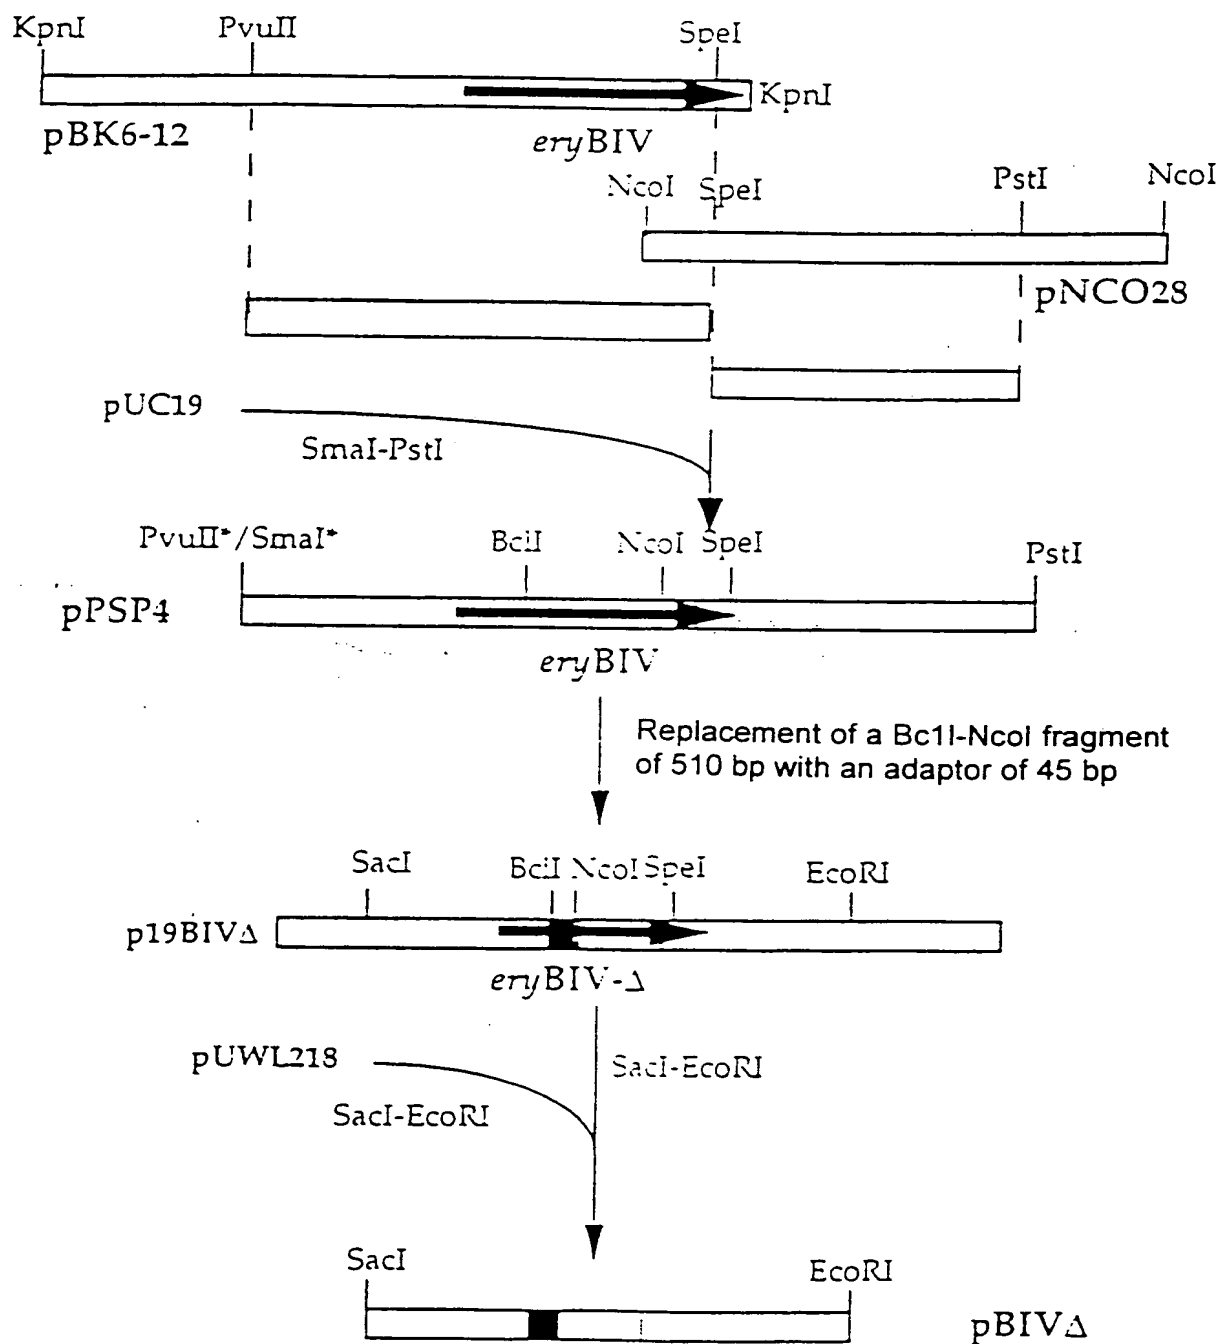 KpnI PvuII SpeI
KpnI
pBK6-12 eryBIV
NcoI SpeI PstI NcoI
pNCO28
pUC19
SmaI-PstI
PvuII*/SmaI* BclI NcoI SpeI PstI
pPSP4
eryBIV
Replacement of a Bc1I-NcoI fragment
of 510 bp with an adaptor of 45 bp
SacI BclI NcoI SpeI EcoRI
p19BIVΔ
eryBIV-Δ
pUWL218 SacI-EcoRI
SacI-EcoRI
SacI EcoRI
pBIVΔ